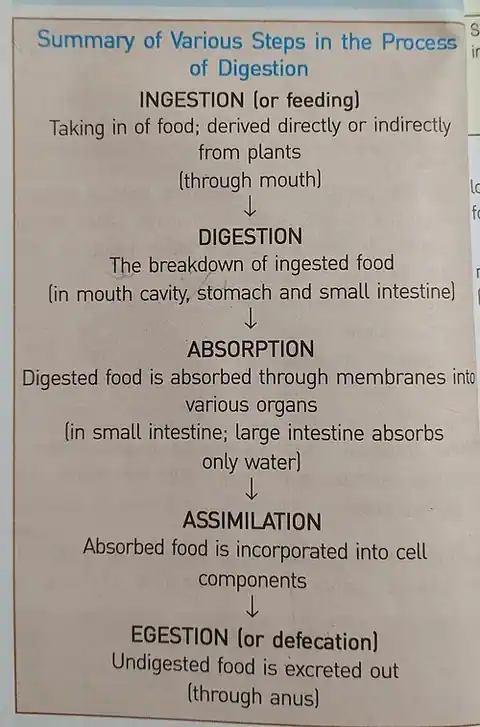 Summary of Various Steps in the Process
of Digestion
INGESTION (or feeding)
Taking in of food; derived directly or indirectly
from plants
(through mouth)
↓
DIGESTION
The breakdown of ingested food
(in mouth cavity, stomach and small intestine)
↓
ABSORPTION
Digested food is absorbed through membranes into
various organs
(in small intestine; large intestine absorbs
only water)
↓
ASSIMILATION
Absorbed food is incorporated into cell
components
↓
EGESTION (or defecation)
Undigested food is excreted out
(through anus)